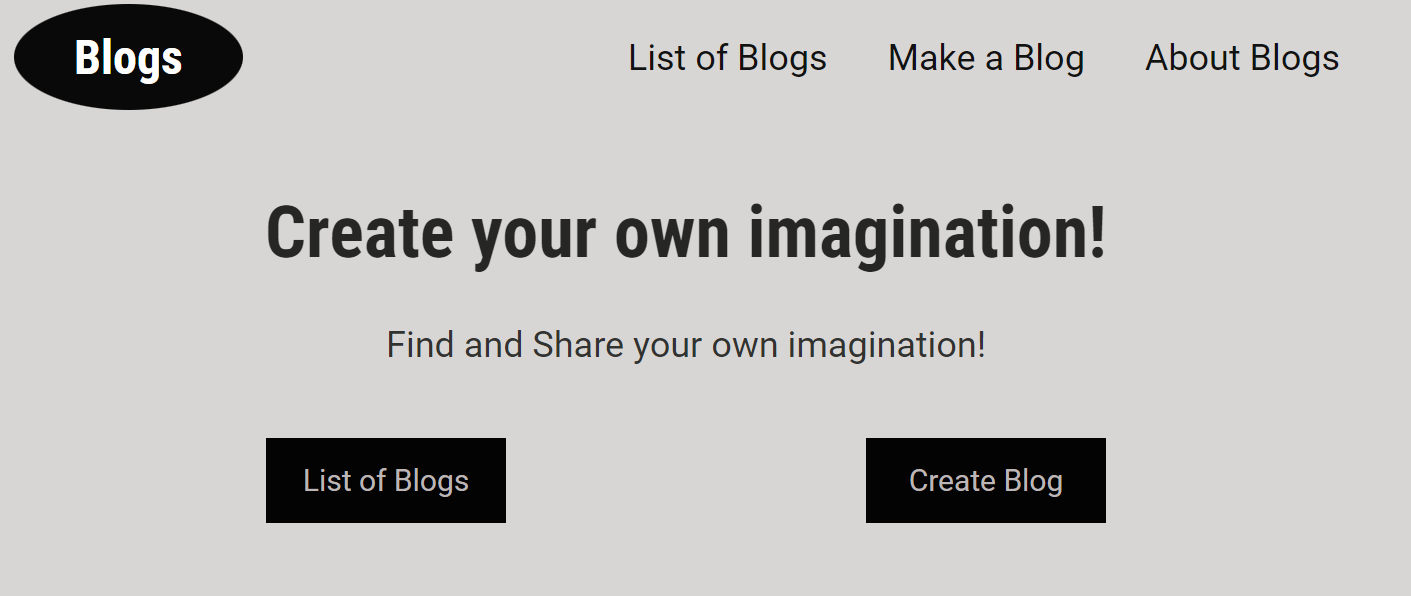 Blogs
List of Blogs
Make a Blog
About Blogs
Create your own imagination!
Find and Share your own imagination!
List of Blogs
Create Blog